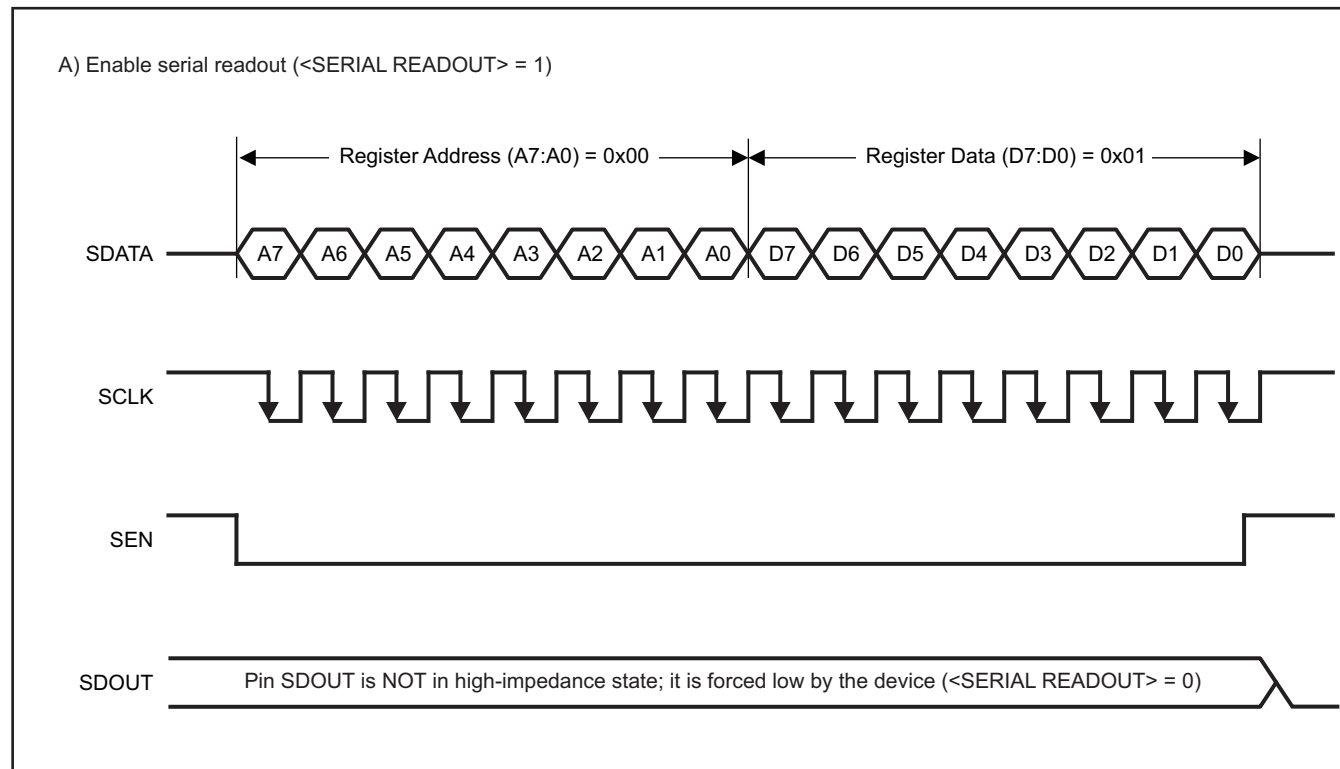 A) Enable serial readout (<SERIAL READOUT> = 1)
Register Address (A7:A0) = 0x00
Register Data (D7:D0) = 0x01
SDATA
A7 A6 A5 A4 A3 A2 A1 A0 D7 D6 D5 D4 D3 D2 D1 D0
SCLK
SEN
SDOUT
Pin SDOUT is NOT in high-impedance state; it is forced low by the device (<SERIAL READOUT> = 0)